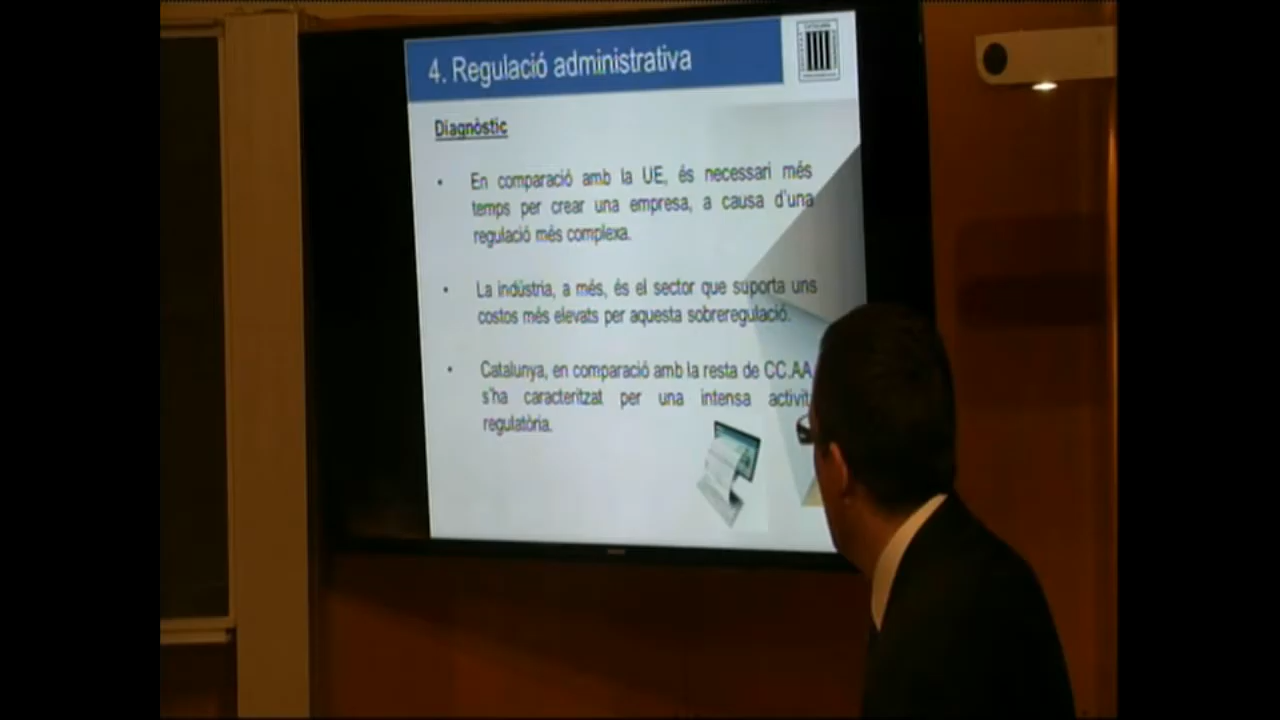 4. Regulació administrativa
Diagnòstic
• En comparació amb la UE, és necessari més
temps per crear una empresa, a causa d'una
regulació més complexa.
• La indústria, a més, és el sector que suporta uns
costos més elevats per aquesta sobreregulació.
• Catalunya, en comparació amb la resta de CC.AA
s'ha caracteritzat per una intensa activit
regulatòria.